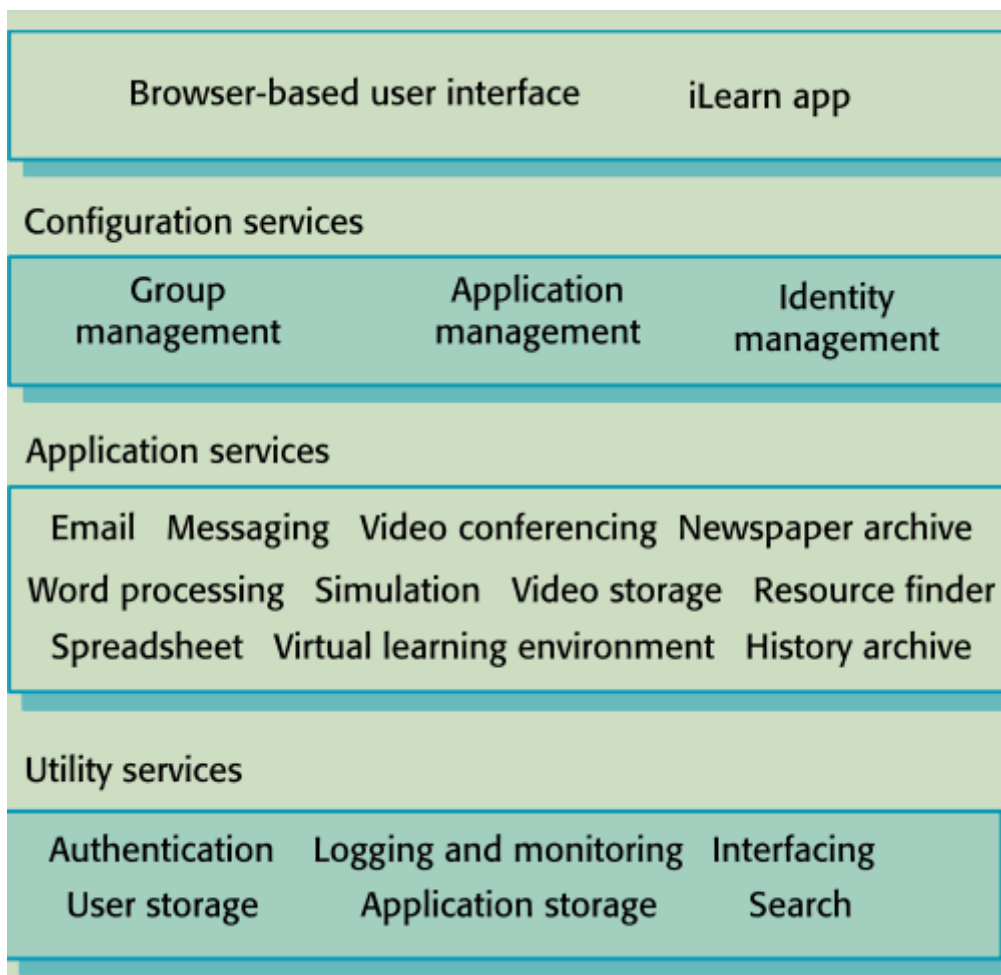 Browser-based user interface iLearn app
Configuration services
Group management Application management Identity management
Application services
Email Messaging Video conferencing Newspaper archive
Word processing Simulation Video storage Resource finder
Spreadsheet Virtual learning environment History archive
Utility services
Authentication Logging and monitoring Interfacing
User storage Application storage Search